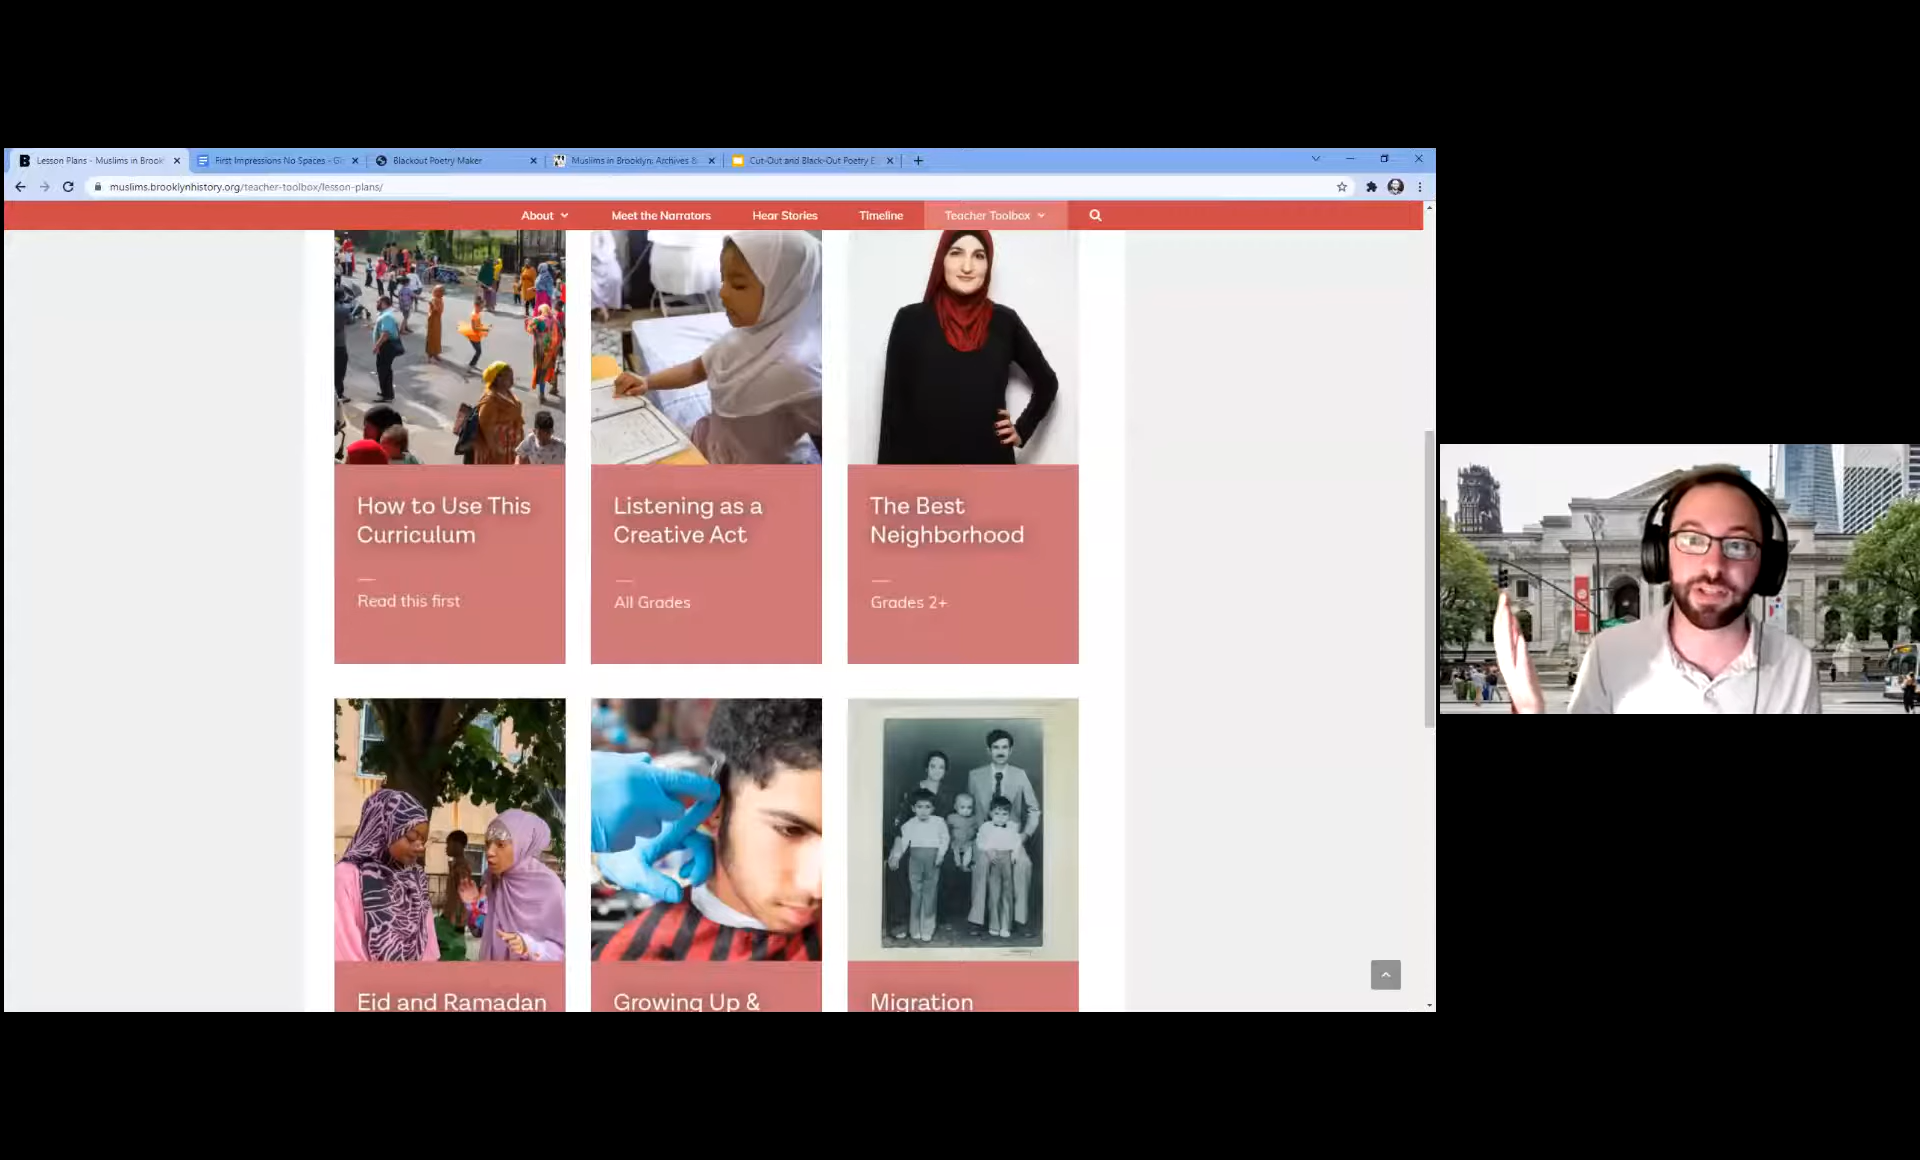 Lesson Plans - Muslims in Brook
First Impressions No Spaces - G
Blackout Poetry Maker
Muslims in Brooklyn: Archives &
Cut-Out and Black-Out Poetry E
muslims.brooklynhistory.org/teacher-toolbox/lesson-plans/
About
Meet the Narrators
Hear Stories
Timeline
Teacher Toolbox
How to Use This
Curriculum
Read this first
Listening as a
Creative Act
All Grades
The Best
Neighborhood
Grades 2+
Eid and Ramadan
Growing Up &
Migration